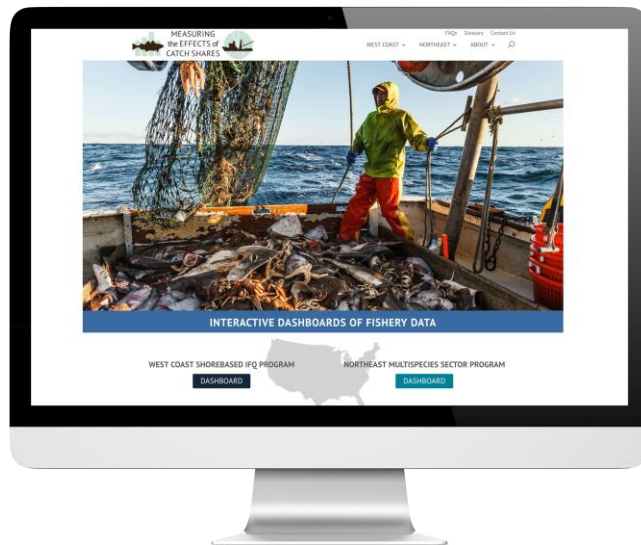 MEASURING
the EFFECTS of
CATCH SHARES
FAQs Glossary Contact Us
WEST COAST NORTHEAST ABOUT
INTERACTIVE DASHBOARDS OF FISHERY DATA
WEST COAST SHOREBASED IFQ PROGRAM
NORTHEAST MULTISPECIES SECTOR PROGRAM
DASHBOARD
DASHBOARD